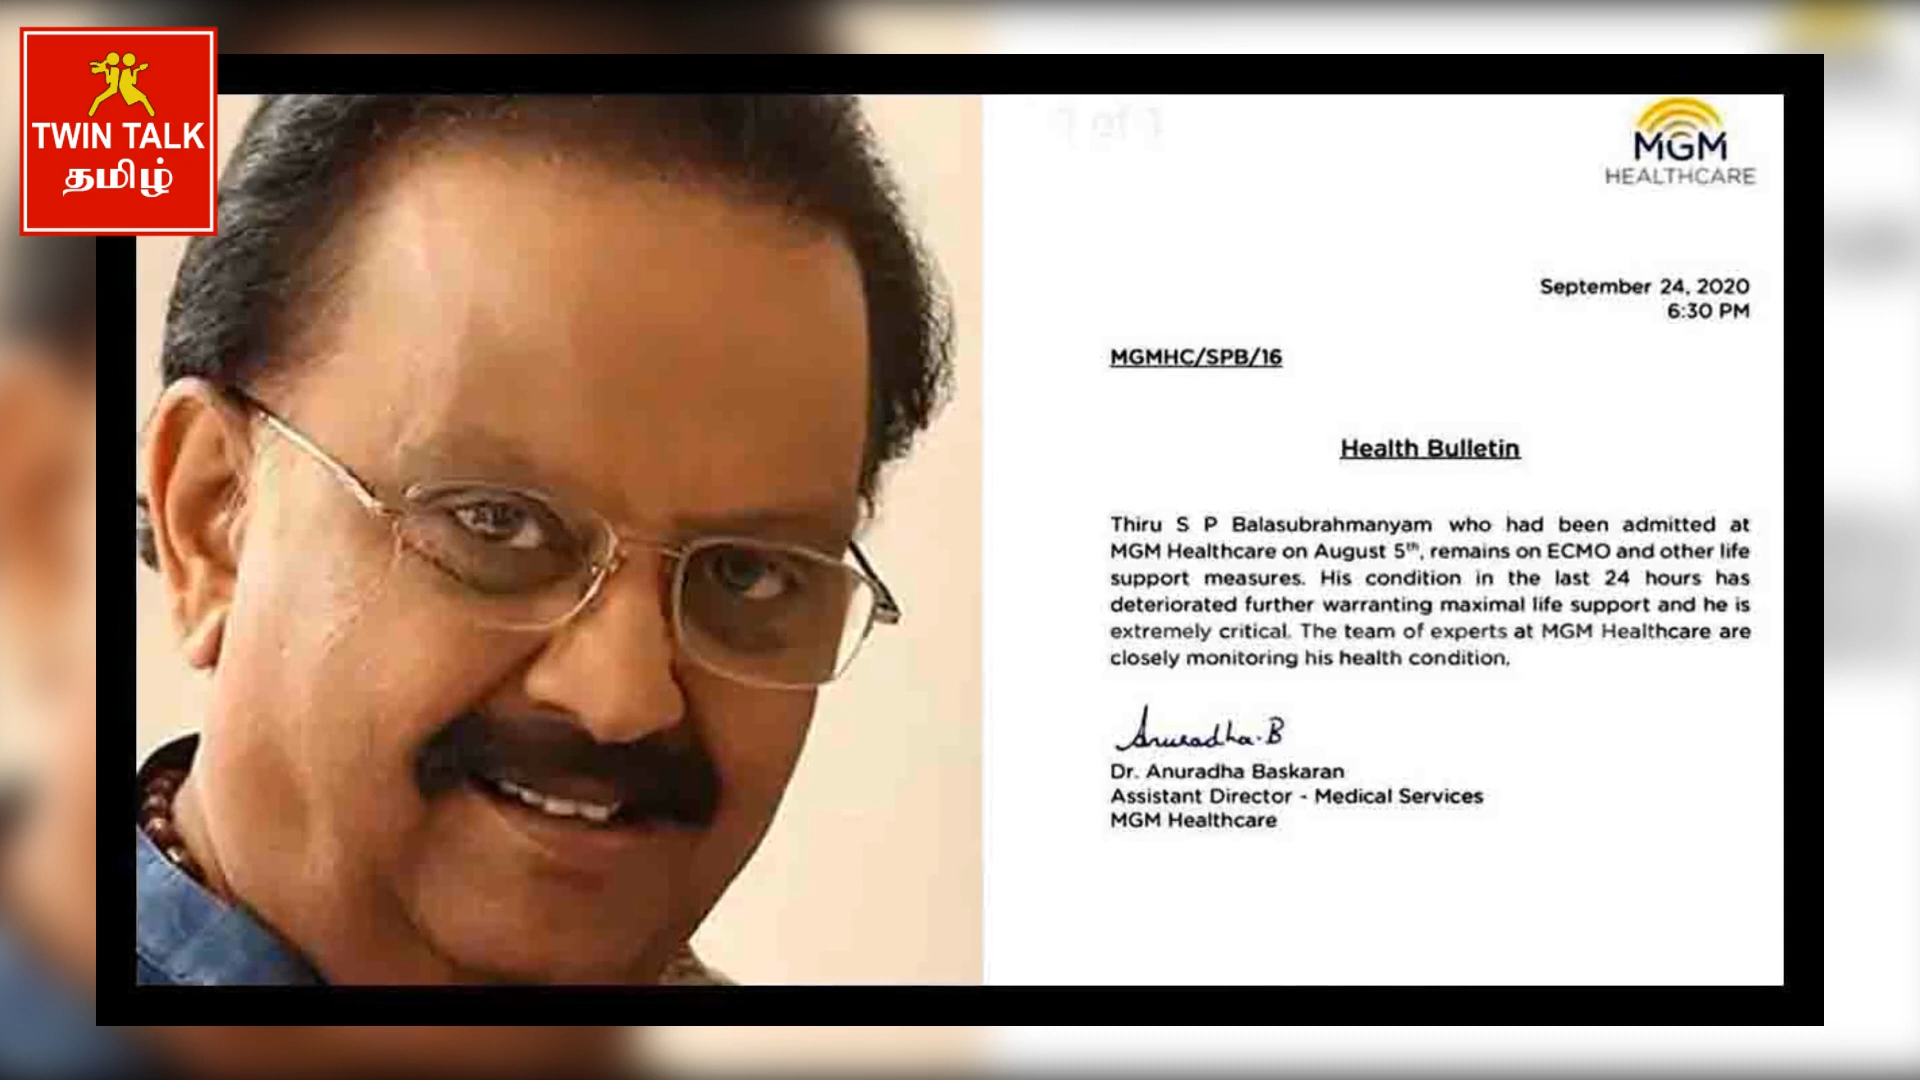 TWIN TALK
தமிழ்
MGM
HEALTHCARE
September 24, 2020
6:30 PM
MGMHC/SPB/16
Health Bulletin
Thiru S P Balasubrahmanyam who had been admitted at
MGM Healthcare on August 5th, remains on ECMO and other life
support measures. His condition in the last 24 hours has
deteriorated further warranting maximal life support and he is
extremely critical. The team of experts at MGM Healthcare are
closely monitoring his health condition.
Anuradha.B
Dr. Anuradha Baskaran
Assistant Director - Medical Services
MGM Healthcare